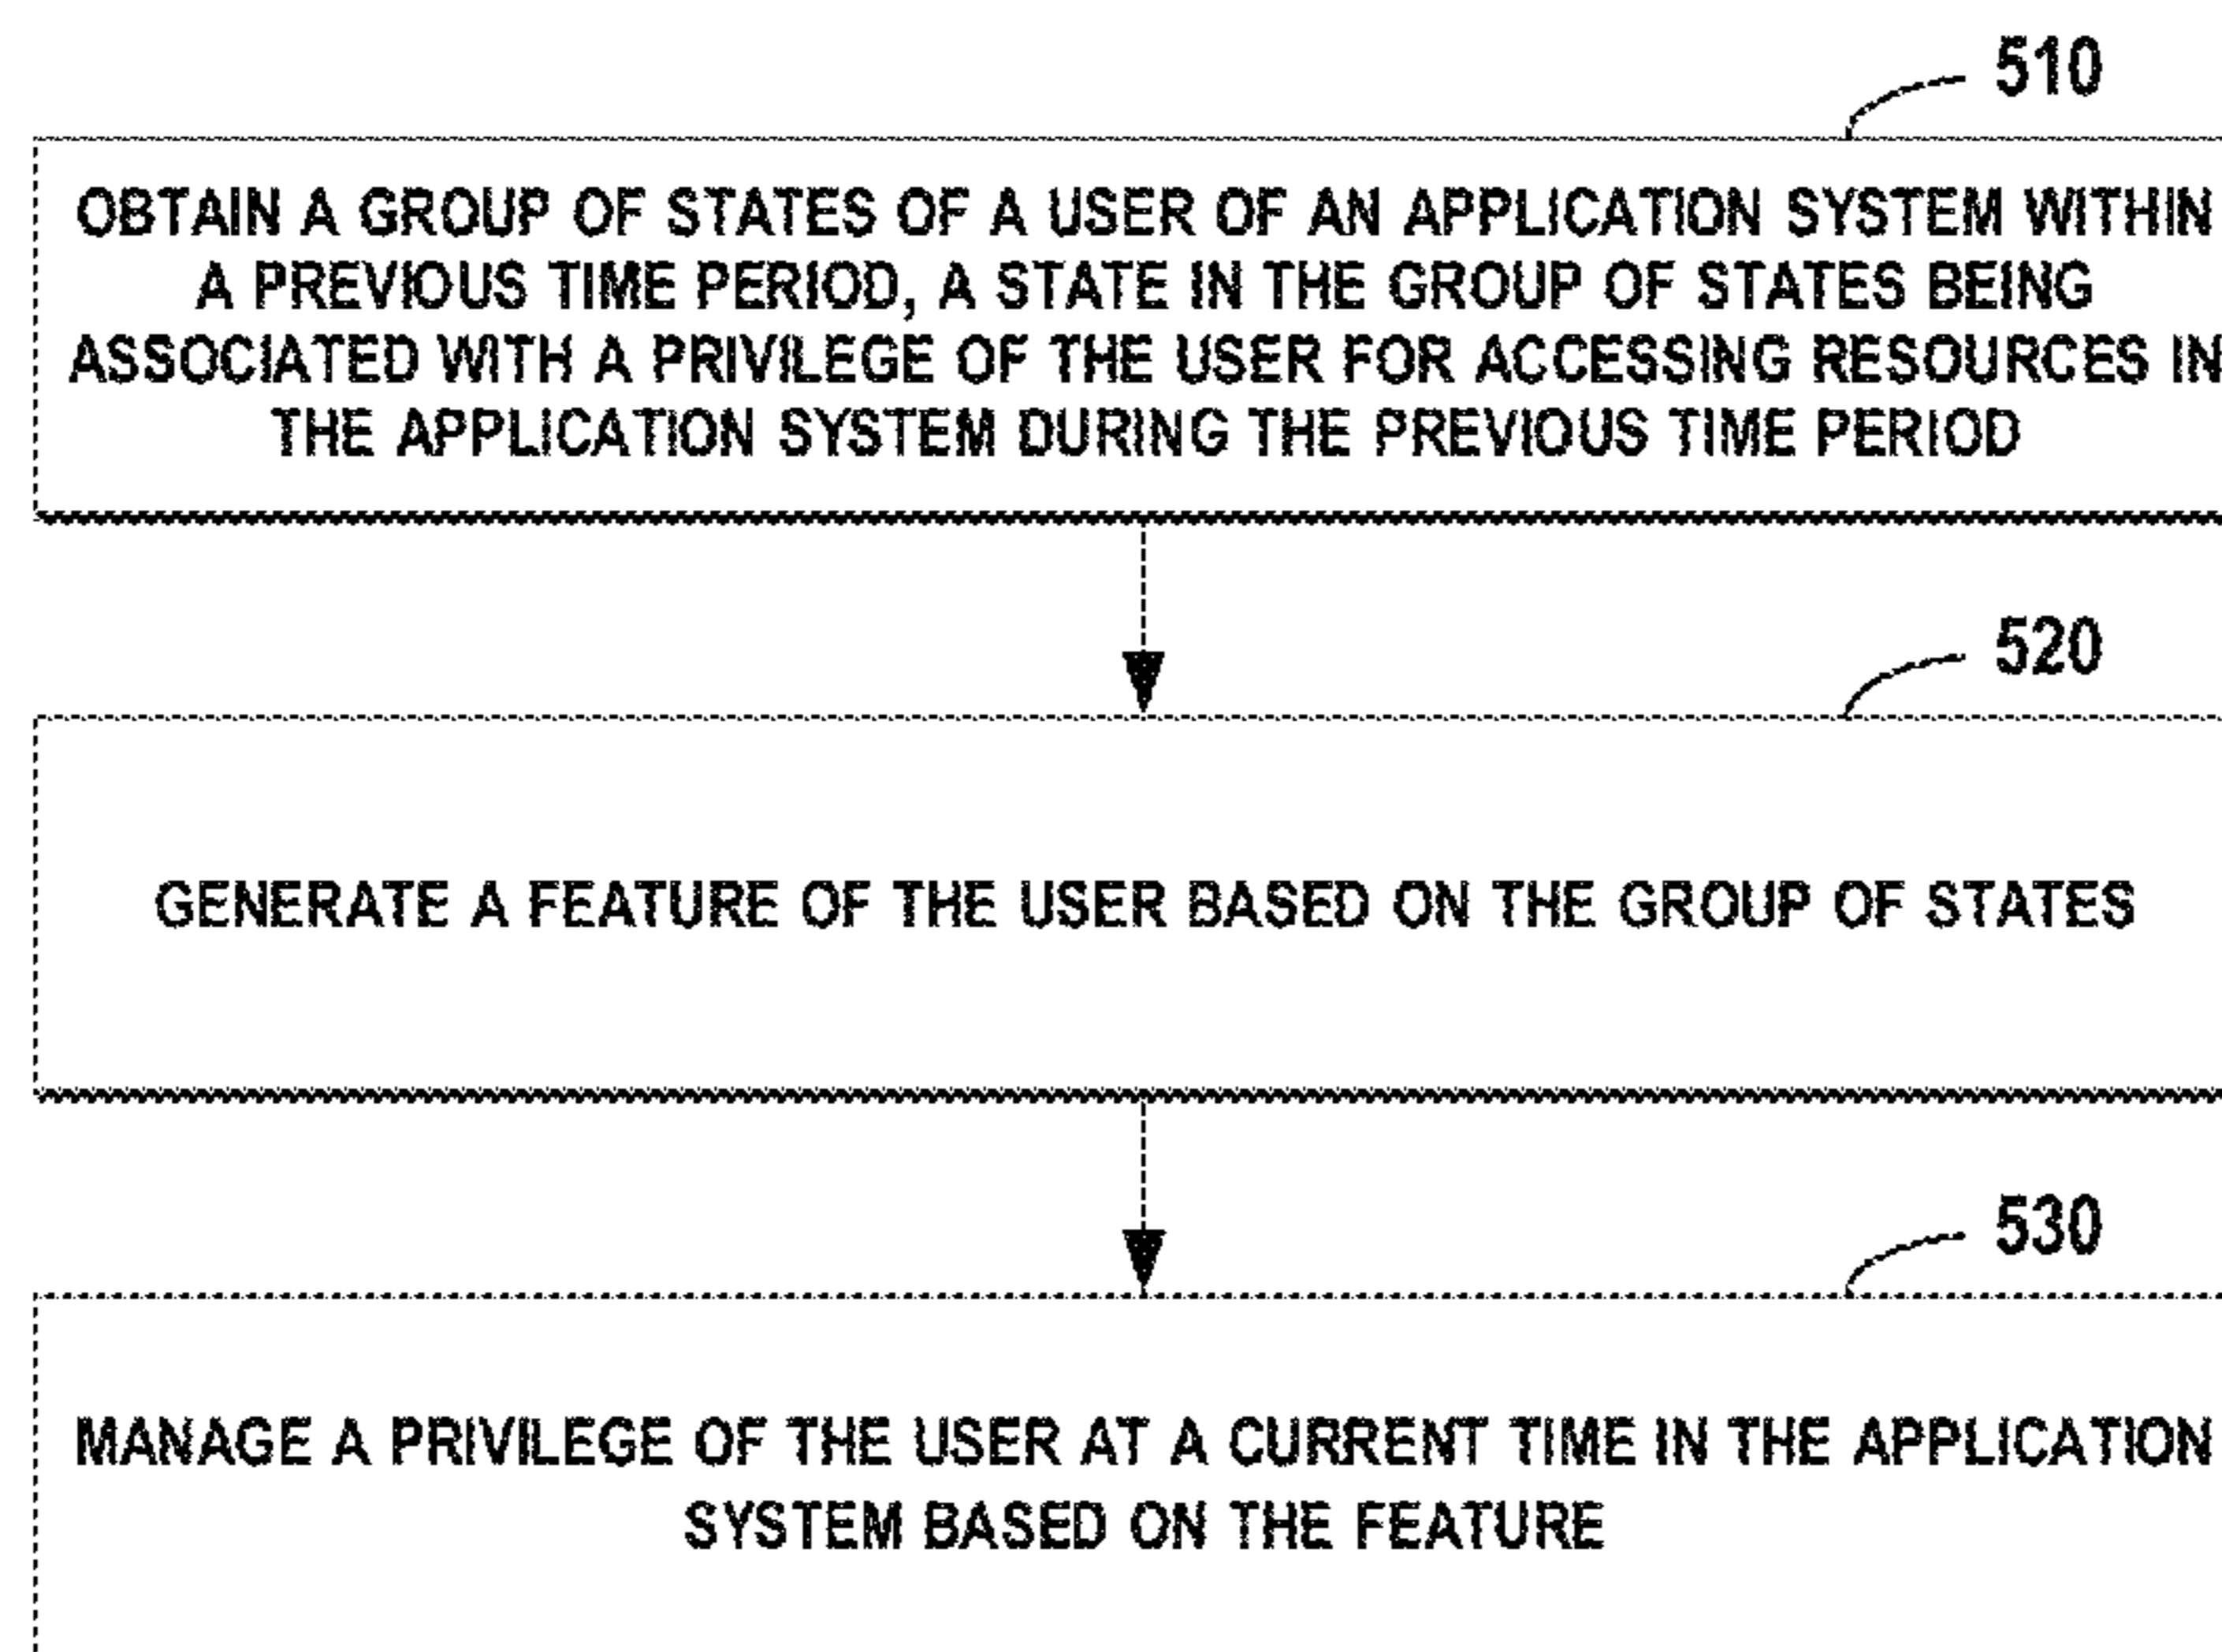 510
OBTAIN A GROUP OF STATES OF A USER OF AN APPLICATION SYSTEM WITHIN
A PREVIOUS TIME PERIOD, A STATE IN THE GROUP OF STATES BEING
ASSOCIATED WITH A PRIVILEGE OF THE USER FOR ACCESSING RESOURCES IN
THE APPLICATION SYSTEM DURING THE PREVIOUS TIME PERIOD
520
GENERATE A FEATURE OF THE USER BASED ON THE GROUP OF STATES
530
MANAGE A PRIVILEGE OF THE USER AT A CURRENT TIME IN THE APPLICATION
SYSTEM BASED ON THE FEATURE